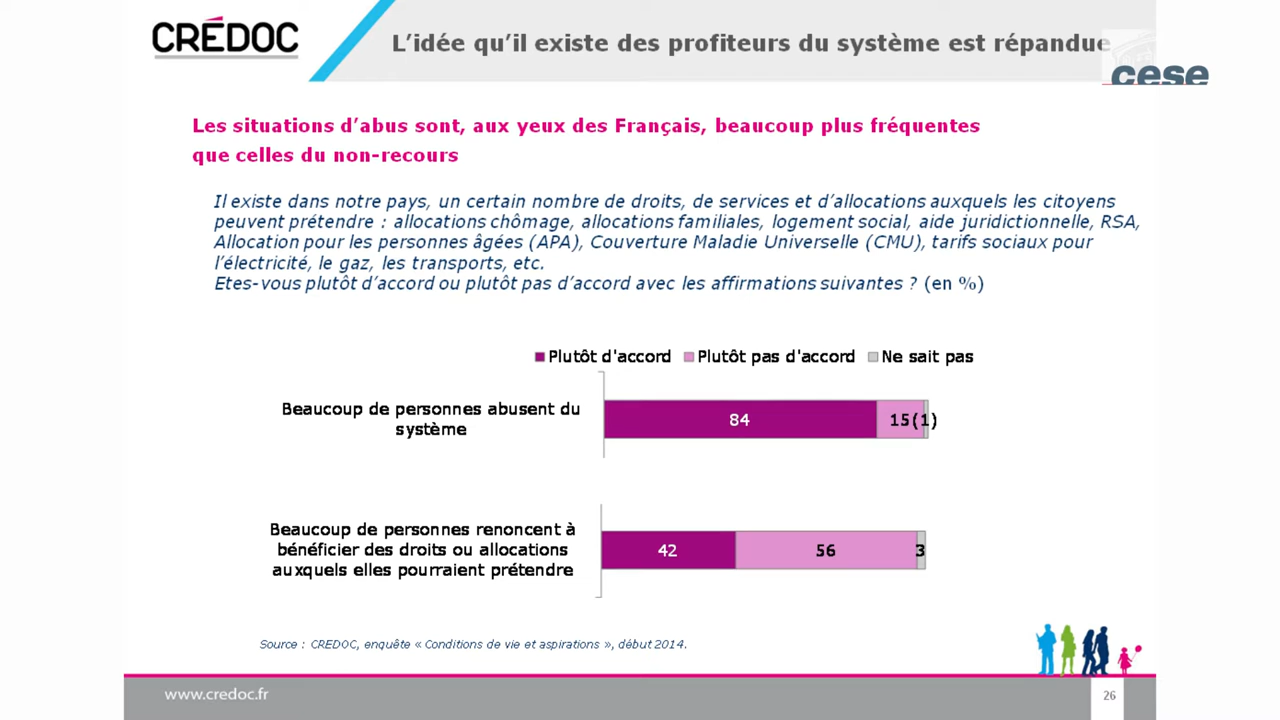 CRÉDOC
L'idée qu'il existe des profiteurs du système est répandue
cese
Les situations d'abus sont, aux yeux des Français, beaucoup plus fréquentes
que celles du non-recours
Il existe dans notre pays, un certain nombre de droits, de services et d'allocations auxquels les citoyens
peuvent prétendre : allocations chômage, allocations familiales, logement social, aide juridictionnelle, RSA,
Allocation pour les personnes âgées (APA), Couverture Maladie Universelle (CMU), tarifs sociaux pour
l'électricité, le gaz, les transports, etc.
Etes-vous plutôt d'accord ou plutôt pas d'accord avec les affirmations suivantes ? (en %)
Plutôt d'accord Plutôt pas d'accord Ne sait pas
Beaucoup de personnes abusent du
système
84 15 (1)
Beaucoup de personnes renoncent à
bénéficier des droits ou allocations
auxquels elles pourraient prétendre
42 56 3
Source : CREDOC, enquête « Conditions de vie et aspirations », début 2014.
www.credoc.fr
26